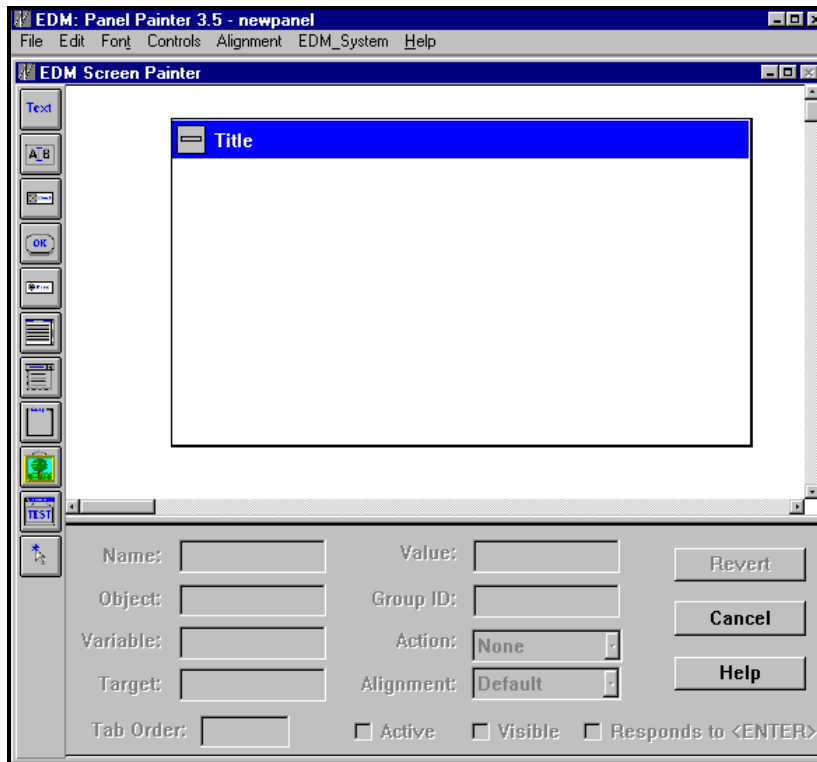 EDM: Panel Painter 3.5 - newpanel
File Edit Font Controls Alignment EDM_System Help
EDM Screen Painter
Text
A B
Title
OK
TEST
Name:
Value:
Revert
Object:
Group ID:
Cancel
Variable:
Action:
None
Help
Target:
Alignment:
Default
Tab Order:
Active
Visible
Responds to <ENTER>